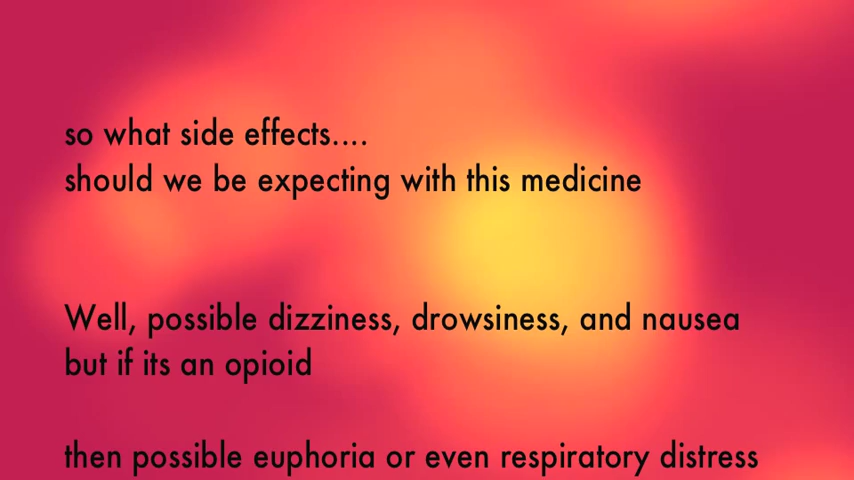 so what side effects....
should we be expecting with this medicine
Well, possible dizziness, drowsiness, and nausea
but if its an opioid
then possible euphoria or even respiratory distress